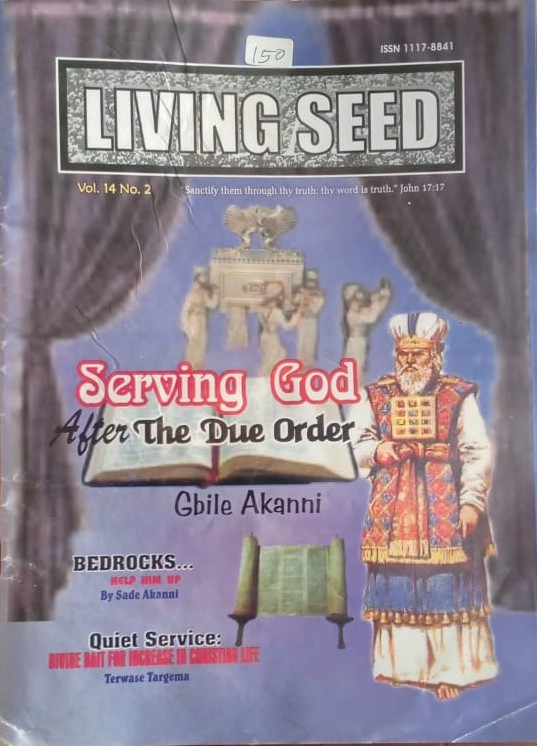 150
ISSN 1117-8841
LIVING SEED
Vol. 14 No. 2 "Sanctify them through thy truth: thy word is truth." John 17:17
Serving God
After The Due Order
Gbile Akanni
BEDROCKS...
HELP HIM UP
By Sade Akanni
Quiet Service:
DIVINE BAIT FOR INCREASE IN CHRISTIAN LIFE
Terwase Targema